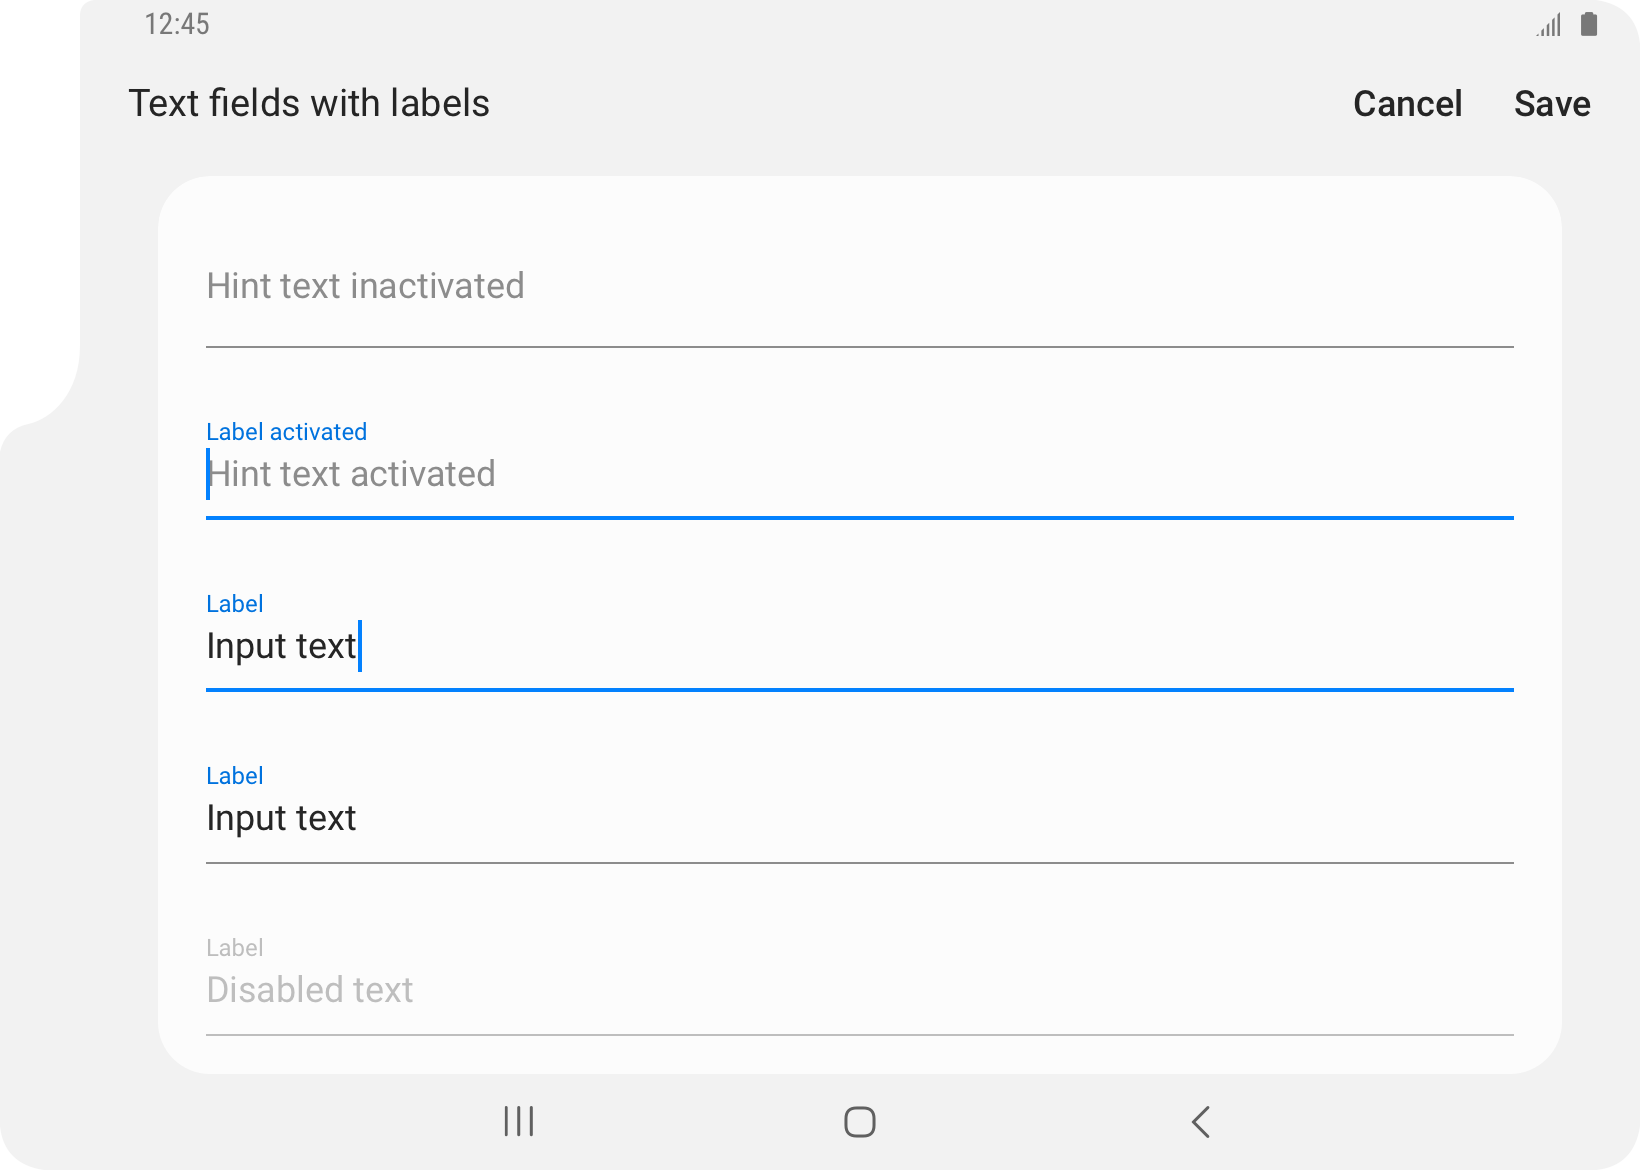 12:45
Text fields with labels
Cancel
Save
Hint text inactivated
Label activated
Hint text activated
Label
Input text
Label
Input text
Label
Disabled text